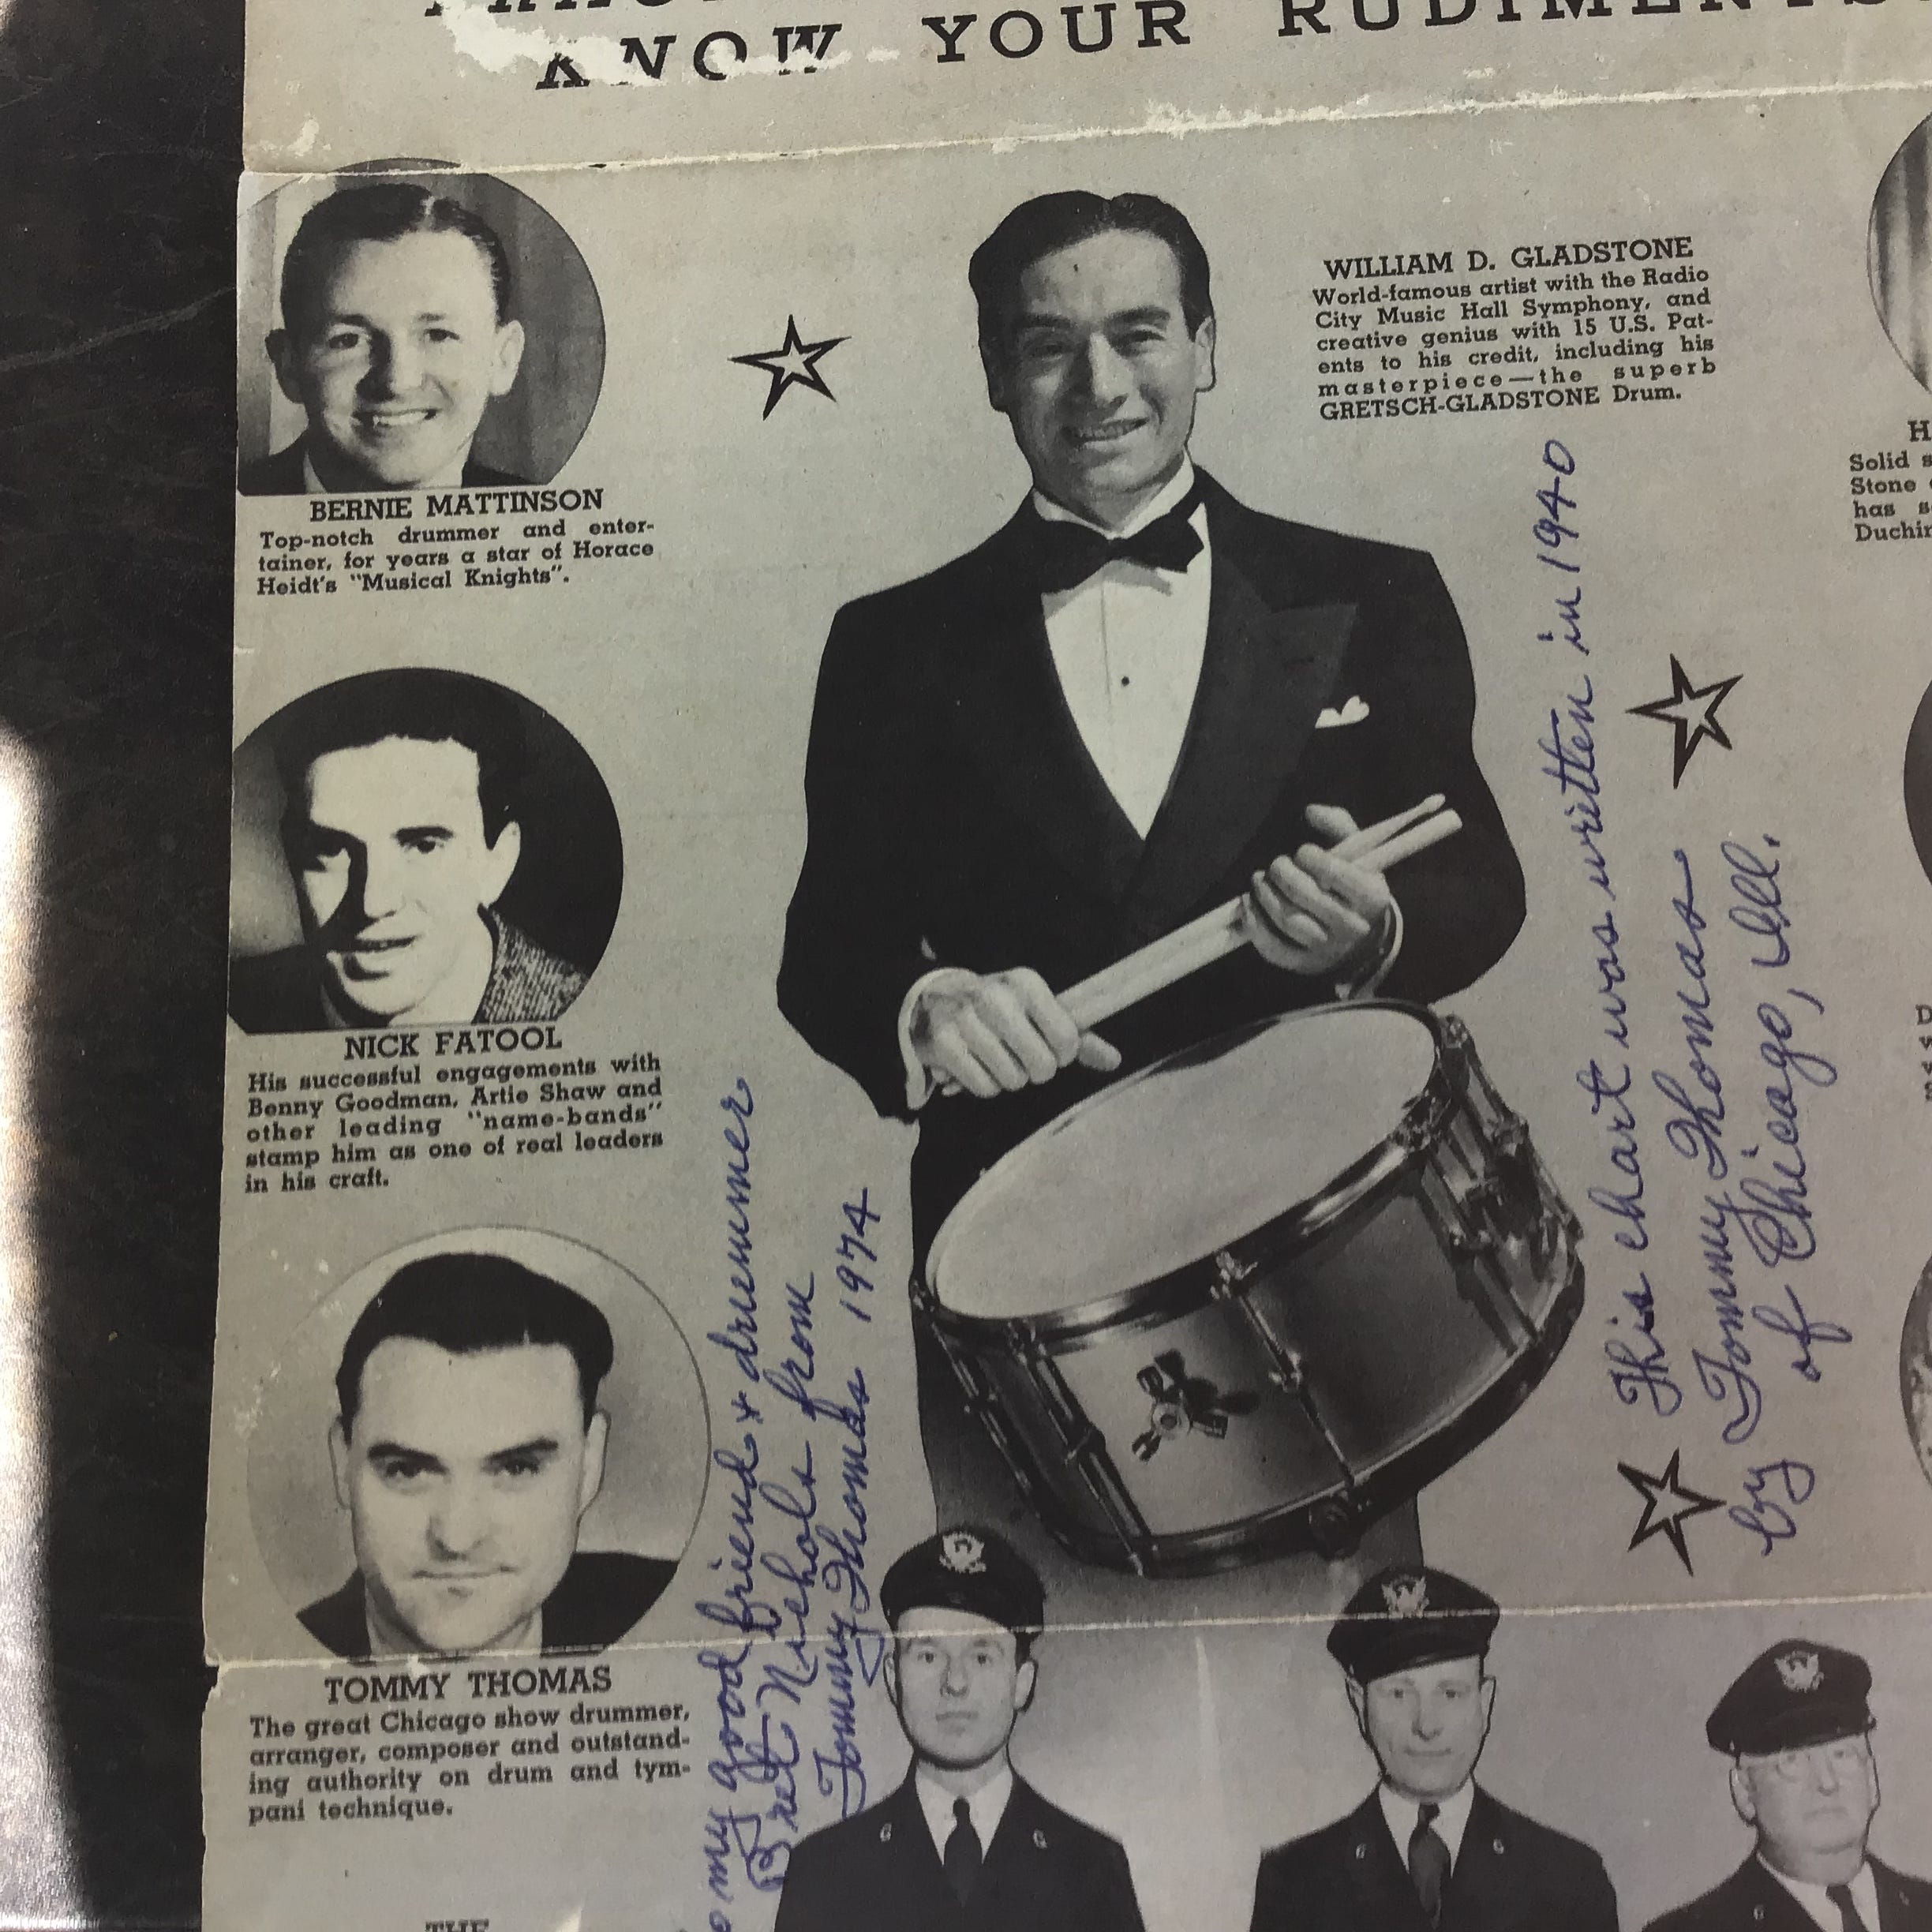 KNOW YOUR RUDIMENTS
BERNIE MATTINSON
Top-notch drummer and enter-
tainer, for years a star of Horace
Heidt's "Musical Knights".
WILLIAM D. GLADSTONE
World-famous artist with the Radio
City Music Hall Symphony, and
creative genius with 15 U.S. Pat-
ents to his credit, including his
masterpiece—the superb
GRETSCH-GLADSTONE Drum.
H
Solid s
Stone
has s
Duchin
NICK FATOOL
His successful engagements with
Benny Goodman, Artie Shaw and
other leading "name-bands"
stamp him as one of real leaders
in his craft.
TOMMY THOMAS
The great Chicago show drummer,
arranger, composer and outstand-
ing authority on drum and tym-
pani technique.
my good friend & drummer
Bret Nichols from
Tommy Thomas 1974
This chart was written in 1940
by Tommy Thomas
of Chicago, Ill.
THE